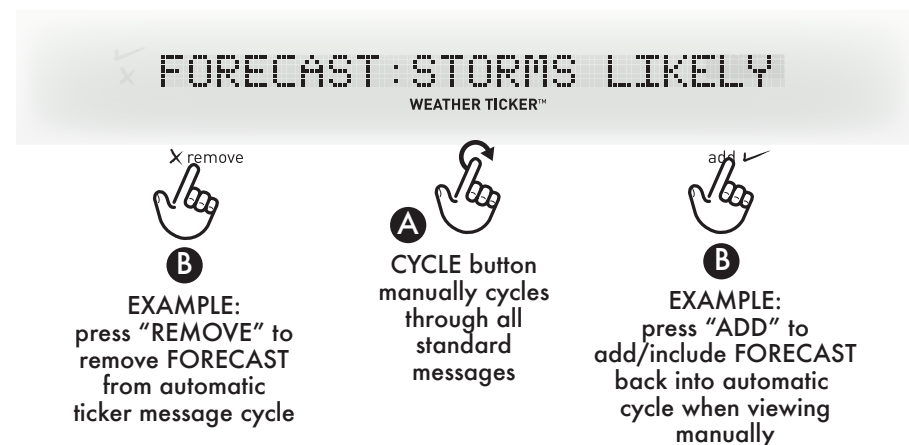 FORECAST:STORMS LIKELY
WEATHER TICKER™
✗ remove
add ✓
A
B
B
CYCLE button
manually cycles
through all
standard
messages
EXAMPLE:
press “REMOVE” to
remove FORECAST
from automatic
ticker message cycle
EXAMPLE:
press “ADD” to
add/include FORECAST
back into automatic
cycle when viewing
manually